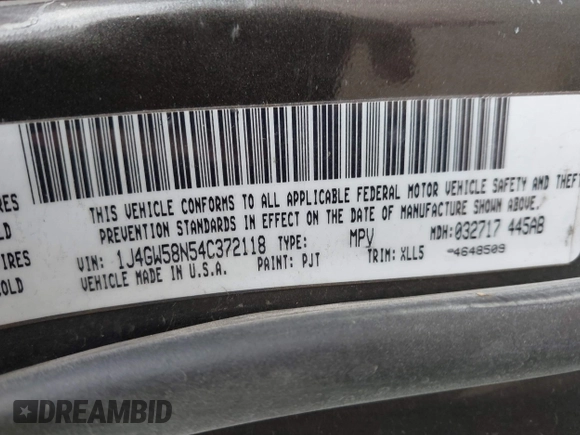 THIS VEHICLE CONFORMS TO ALL APPLICABLE FEDERAL MOTOR VEHICLE SAFETY AND THEFT
PREVENTION STANDARDS IN EFFECT ON THE DATE OF MANUFACTURE SHOWN ABOVE.
VIN: 1J4GW58N54C372118 TYPE: MPV MDH: 032717 445AB
VEHICLE MADE IN U.S.A. PAINT: PJT TRIM: XLL5 4648509
RES
OLD
IRES
OLD
DREAMBID